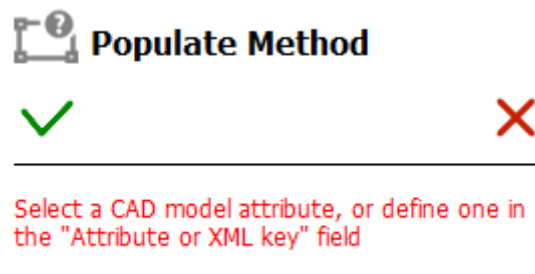 Populate Method
Select a CAD model attribute, or define one in
the "Attribute or XML key" field